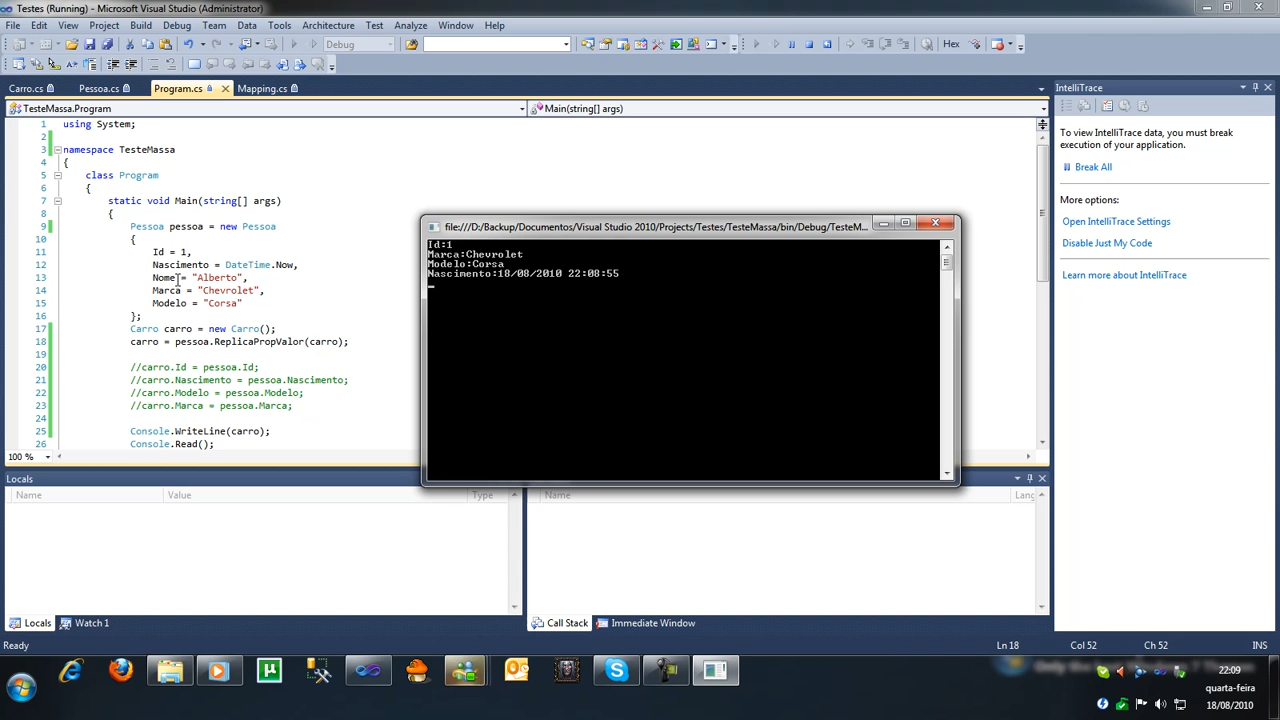 Testes (Running) - Microsoft Visual Studio (Administrator)
File Edit View Project Build Debug Team Data Tools Architecture Test Analyze Window Help
Debug
Hex
Carro.cs Pessoa.cs Program.cs Mapping.cs
TesteMassa.Program
Main(string[] args)
1 using System;
2
3 namespace TesteMassa
4 {
5 class Program
6 {
7 static void Main(string[] args)
8 {
9 Pessoa pessoa = new Pessoa
10 {
11 Id = 1,
12 Nascimento = DateTime.Now,
13 Nome = "Alberto",
14 Marca = "Chevrolet",
15 Modelo = "Corsa"
16 };
17 Carro carro = new Carro();
18 carro = pessoa.ReplicaPropValor(carro);
19
20 //carro.Id = pessoa.Id;
21 //carro.Nascimento = pessoa.Nascimento;
22 //carro.Modelo = pessoa.Modelo;
23 //carro.Marca = pessoa.Marca;
24
25 Console.WriteLine(carro);
26 Console.Read();
100 %
file:///D:/Backup/Documentos/Visual Studio 2010/Projects/Testes/TesteMassa/bin/Debug/TesteM...
Id:1
Marca:Chevrolet
Modelo:Corsa
Nascimento:18/08/2010 22:08:55
IntelliTrace
To view IntelliTrace data, you must break
execution of your application.
Break All
More options:
Open IntelliTrace Settings
Disable Just My Code
Learn more about IntelliTrace
Locals
Name Value Type
Name Lang
Locals Watch 1
Call Stack Immediate Window
Ready
Ln 18 Col 52 Ch 52 INS
22:09
quarta-feira
18/08/2010